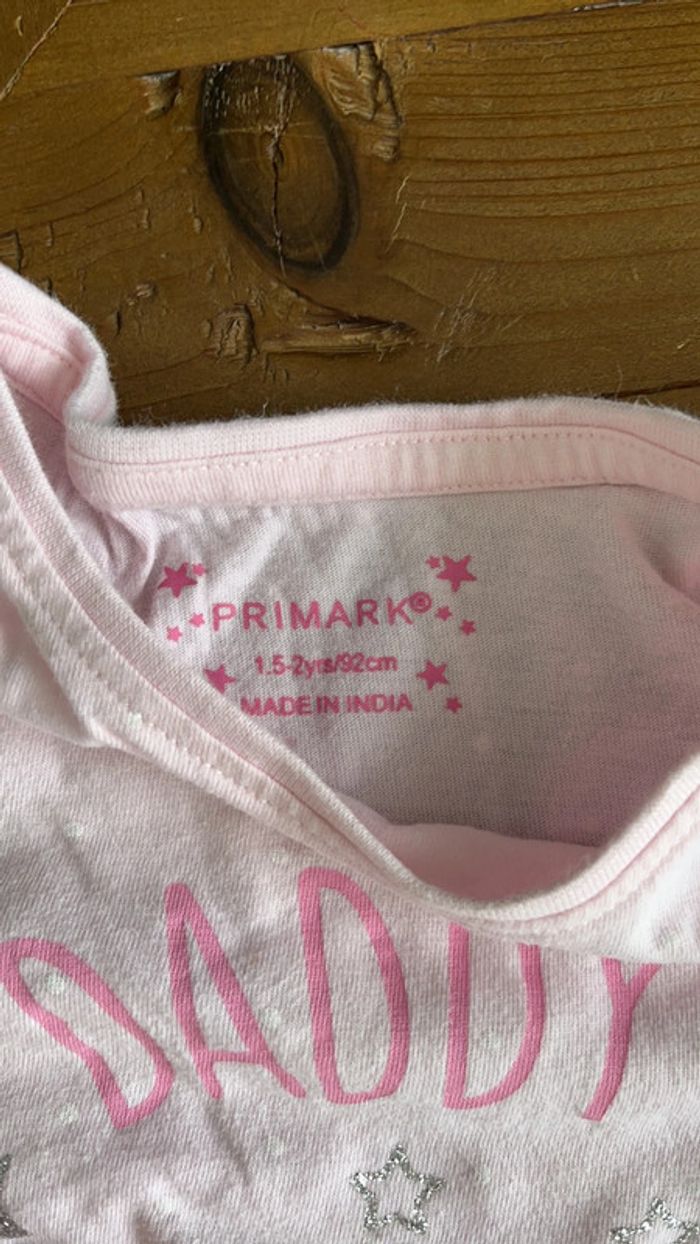 PRIMARK®
1.5-2yrs/92cm
MADE IN INDIA
DADDY